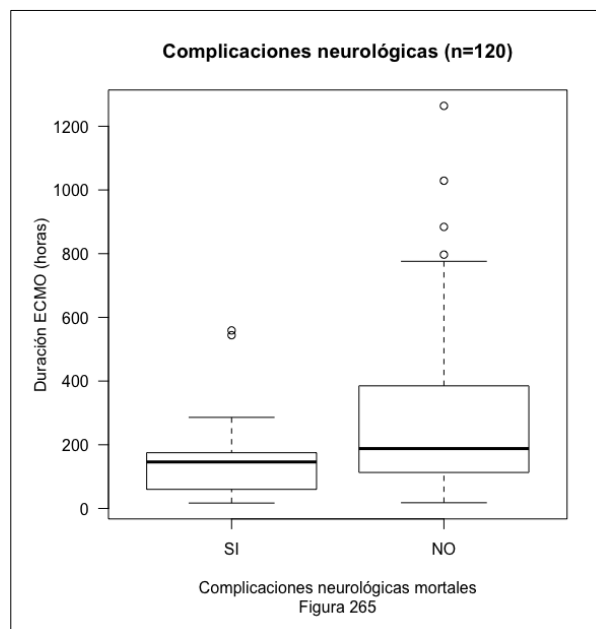 Complicaciones neurológicas (n=120)
Duración ECMO (horas)
1200
1000
800
600
400
200
0
SI
NO
Complicaciones neurológicas mortales
Figura 265